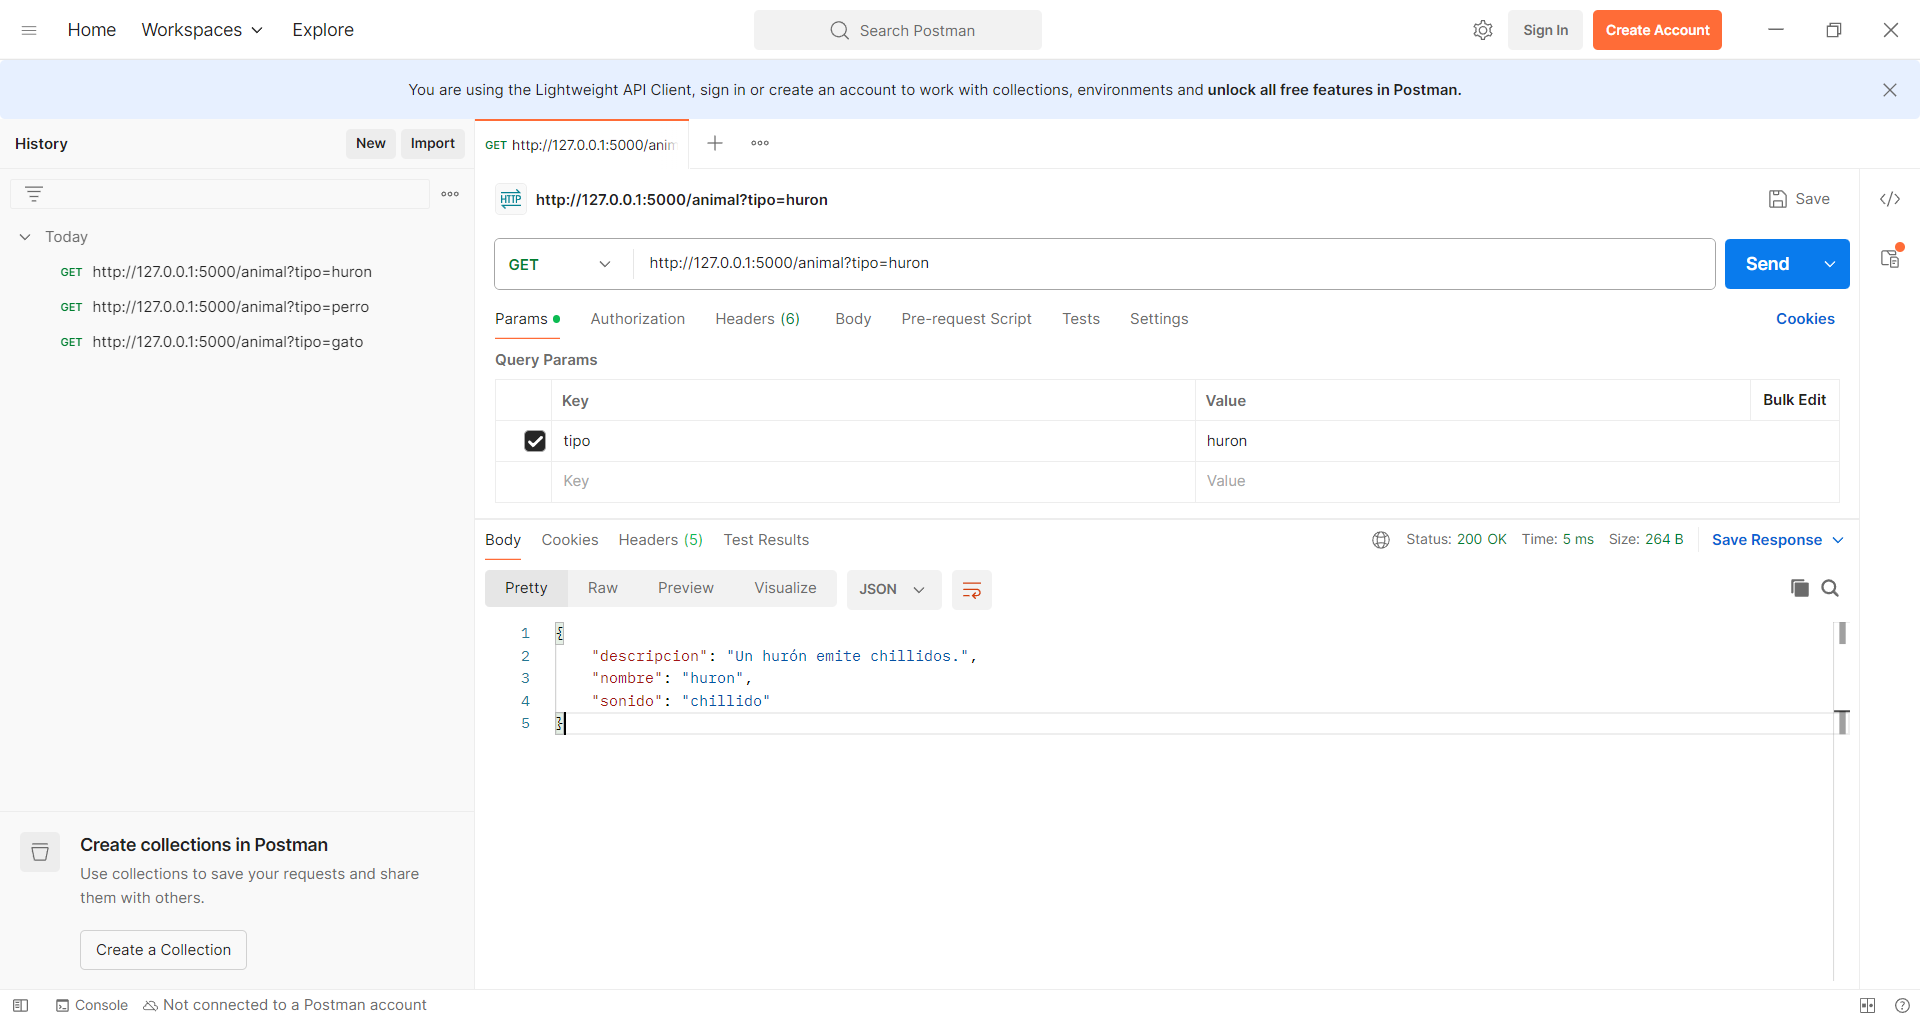 Home Workspaces Explore Search Postman Sign In Create Account
You are using the Lightweight API Client, sign in or create an account to work with collections, environments and unlock all free features in Postman.
History New Import
GET http://127.0.0.1:5000/anim
HTTP http://127.0.0.1:5000/animal?tipo=huron Save
Today
GET http://127.0.0.1:5000/animal?tipo=huron
GET http://127.0.0.1:5000/animal?tipo=perro
GET http://127.0.0.1:5000/animal?tipo=gato
GET http://127.0.0.1:5000/animal?tipo=huron Send
Params Authorization Headers (6) Body Pre-request Script Tests Settings Cookies
Query Params
Key Value Bulk Edit
tipo huron
Key Value
Body Cookies Headers (5) Test Results Status: 200 OK Time: 5 ms Size: 264 B Save Response
Pretty Raw Preview Visualize JSON
1 {
2 "descripcion": "Un hurón emite chillidos.",
3 "nombre": "huron",
4 "sonido": "chillido"
5 }
Create collections in Postman
Use collections to save your requests and share
them with others.
Create a Collection
Console Not connected to a Postman account